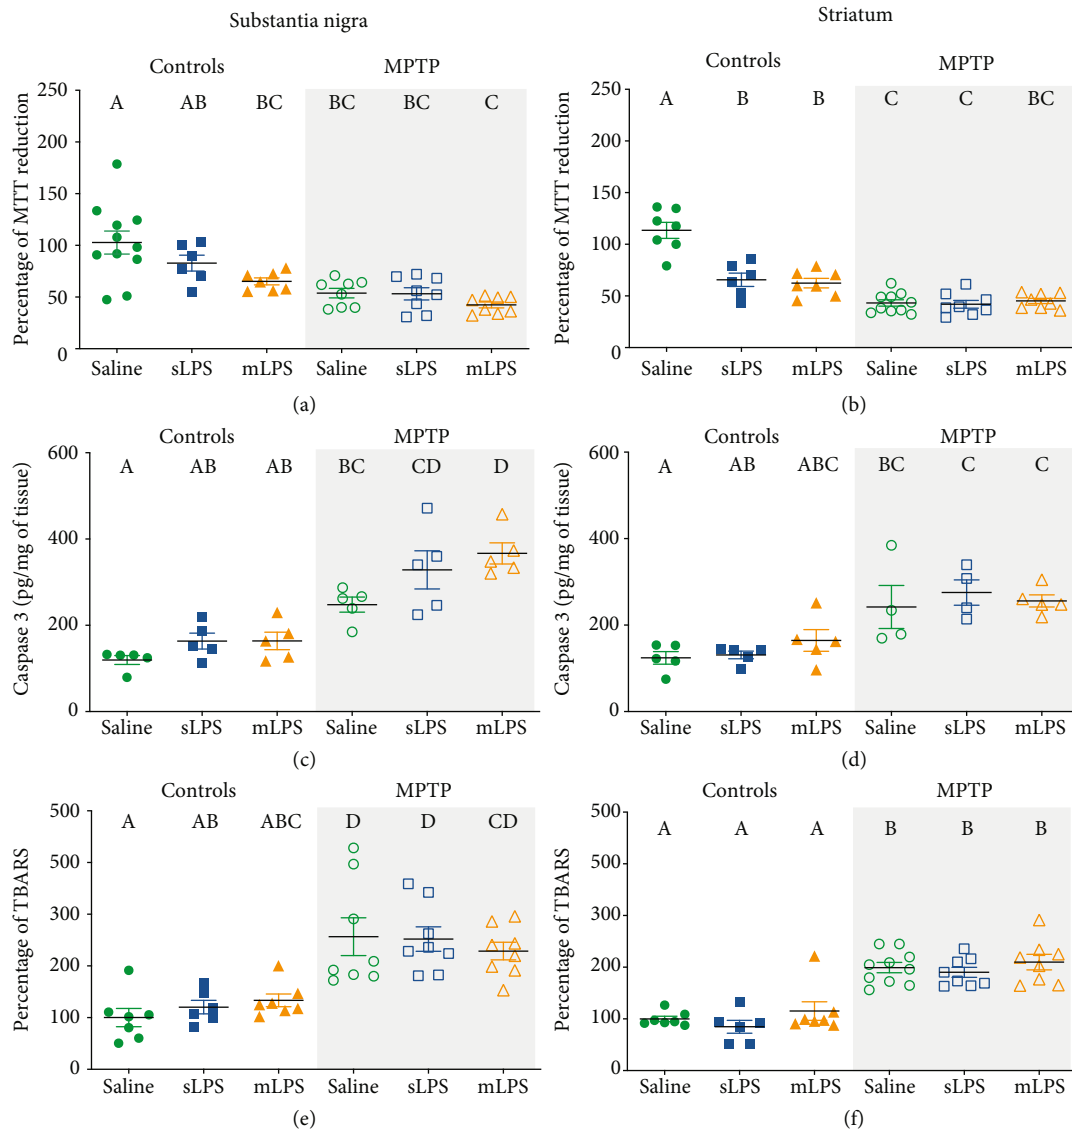 Substantia nigra
Striatum
Controls
MPTP
Percentage of MTT reduction
250
200
150
100
50
0
A
AB
BC
BC
BC
C
Saline
sLPS
mLPS
Saline
sLPS
mLPS
(a)
Controls
MPTP
Percentage of MTT reduction
250
200
150
100
50
0
A
B
B
C
C
BC
Saline
sLPS
mLPS
Saline
sLPS
mLPS
(b)
Controls
MPTP
Caspase 3 (pg/mg of tissue)
600
400
200
0
A
AB
AB
BC
CD
D
Saline
sLPS
mLPS
Saline
sLPS
mLPS
(c)
Controls
MPTP
Caspase 3 (pg/mg of tissue)
600
400
200
0
A
AB
ABC
BC
C
C
Saline
sLPS
mLPS
Saline
sLPS
mLPS
(d)
Controls
MPTP
Percentage of TBARS
500
500
300
200
100
0
A
AB
ABC
D
D
CD
Saline
sLPS
mLPS
Saline
sLPS
mLPS
(e)
Controls
MPTP
Percentage of TBARS
500
500
300
200
100
0
A
A
A
B
B
B
Saline
sLPS
mLPS
Saline
sLPS
mLPS
(f)